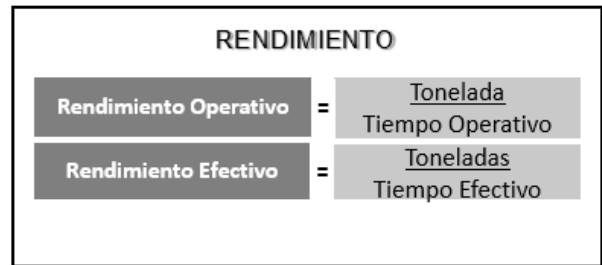 RENDIMIENTO
Rendimiento Operativo = Tonelada
Tiempo Operativo
Rendimiento Efectivo = Toneladas
Tiempo Efectivo